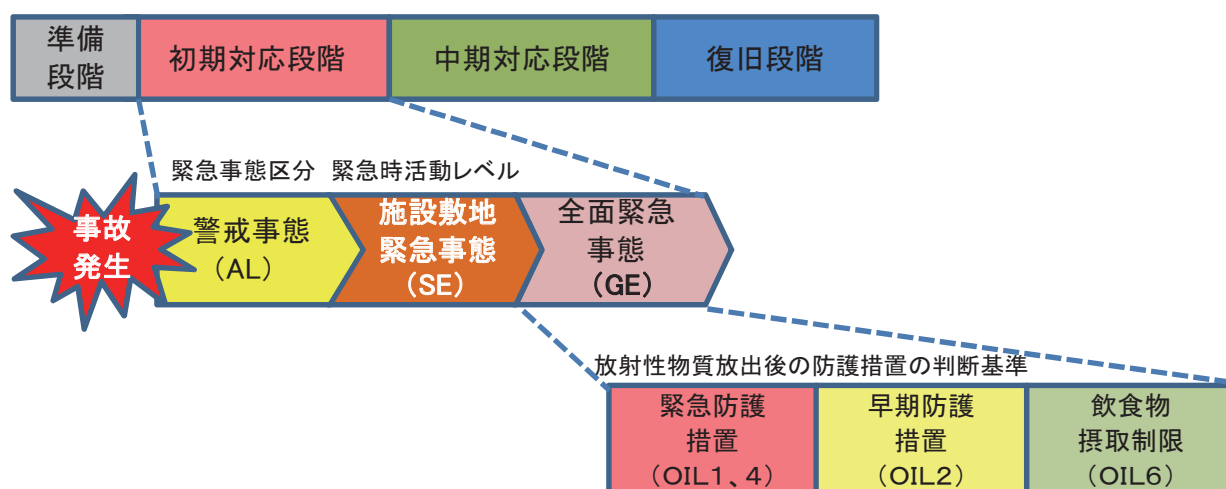 準備
段階
初期対応段階
中期対応段階
復旧段階
緊急事態区分 緊急時活動レベル
事故
発生
警戒事態
(AL)
施設敷地
緊急事態
(SE)
全面緊急
事態
(GE)
放射性物質放出後の防護措置の判断基準
緊急防護
措置
(OIL1、4)
早期防護
措置
(OIL2)
飲食物
摂取制限
(OIL6)